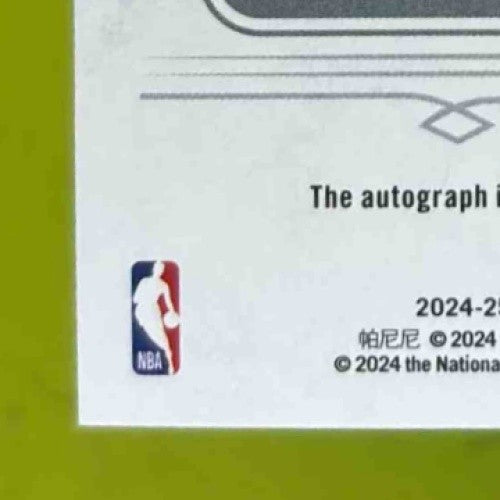 The autograph
NBA
2024-25
帕尼尼 © 2024
© 2024 the Nationa